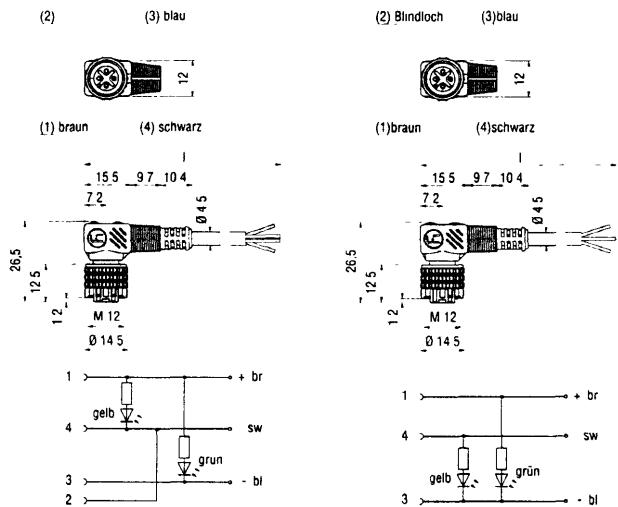 (2) (3) blau
12
(1) braun (4) schwarz
l
15 5 9 7 10 4
7 2
Ø 4 5
26,5
12 5
1 2
M 12
Ø 14 5
1 + br
gelb
4 sw
grun
3 - bl
2
(2) Blindloch (3)blau
12
(1)braun (4)schwarz
l
15 5 9 7 10 4
7 2
Ø 4 5
26,5
12 5
1 2
M 12
Ø 14 5
1 + br
4 sw
gelb grün
3 - bl